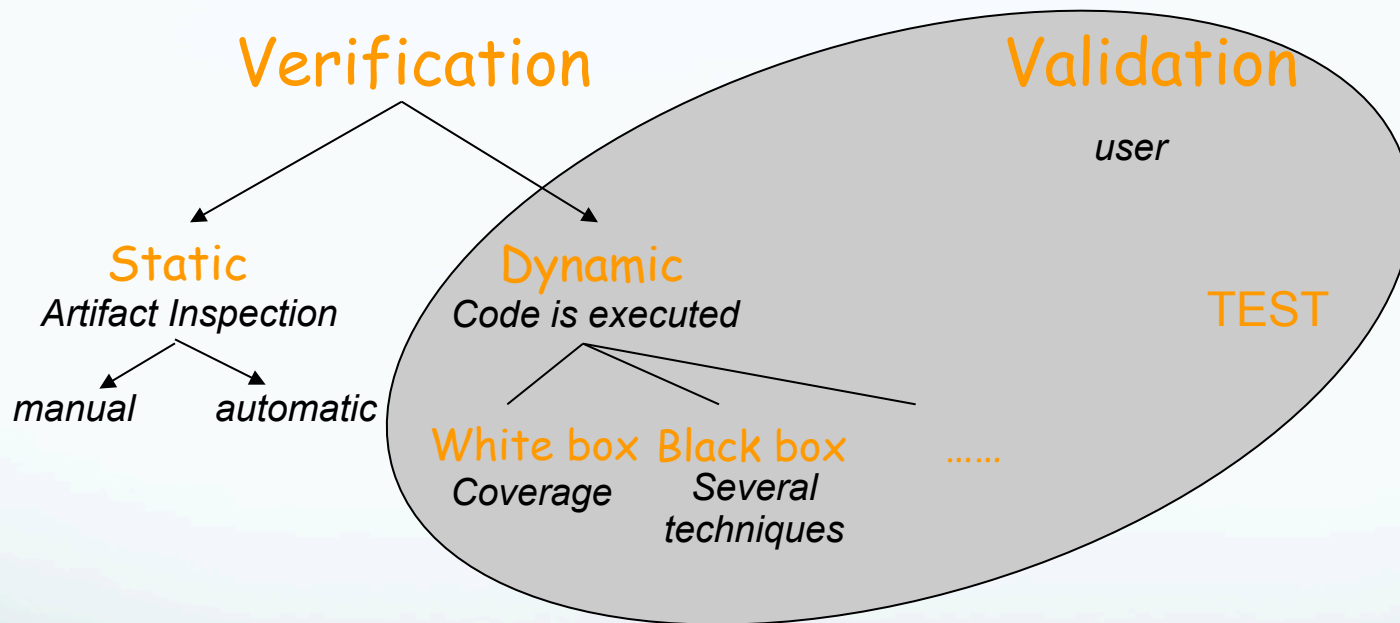 Verification
Validation
user
Static
Artifact Inspection
Dynamic
Code is executed
TEST
manual
automatic
White box
Coverage
Black box
Several
techniques
......